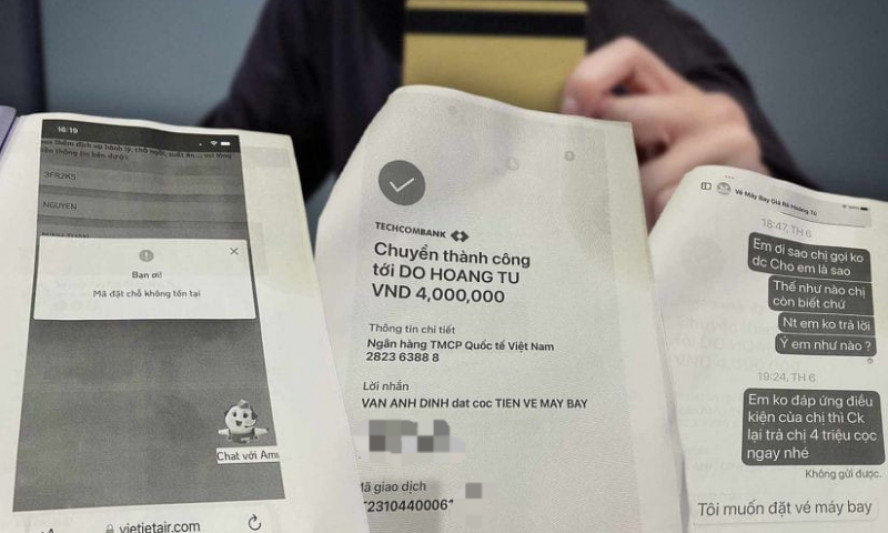 16:19
3FR2RS
NGUYEN
Bạn ơi!
Mã đặt chỗ không tồn tại
Chat với Amu
vietjetair.com
TECHCOMBANK
Chuyển thành công
tới DO HOANG TU
VND 4,000,000
Thông tin chi tiết
Ngân hàng TMCP Quốc tế Việt Nam
2823 6388 8
Lời nhắn
VAN ANH DINH dat coc TIEN VE MAY BAY
Mã giao dịch
2310440006
Vé Máy Bay Giá Rẻ Hoàng Tú
18:47, TH 6
Em ơi sao chị gọi ko
dc Cho em là sao
Thế như nào chị
còn biết chứ
Nt em ko trả lời
Ý em như nào ?
19:24, TH 6
Em ko đáp ứng điều
kiện của chị thì Ck
lại trả chị 4 triệu cọc
ngay nhé
Không gửi được.
Tôi muốn đặt vé máy bay